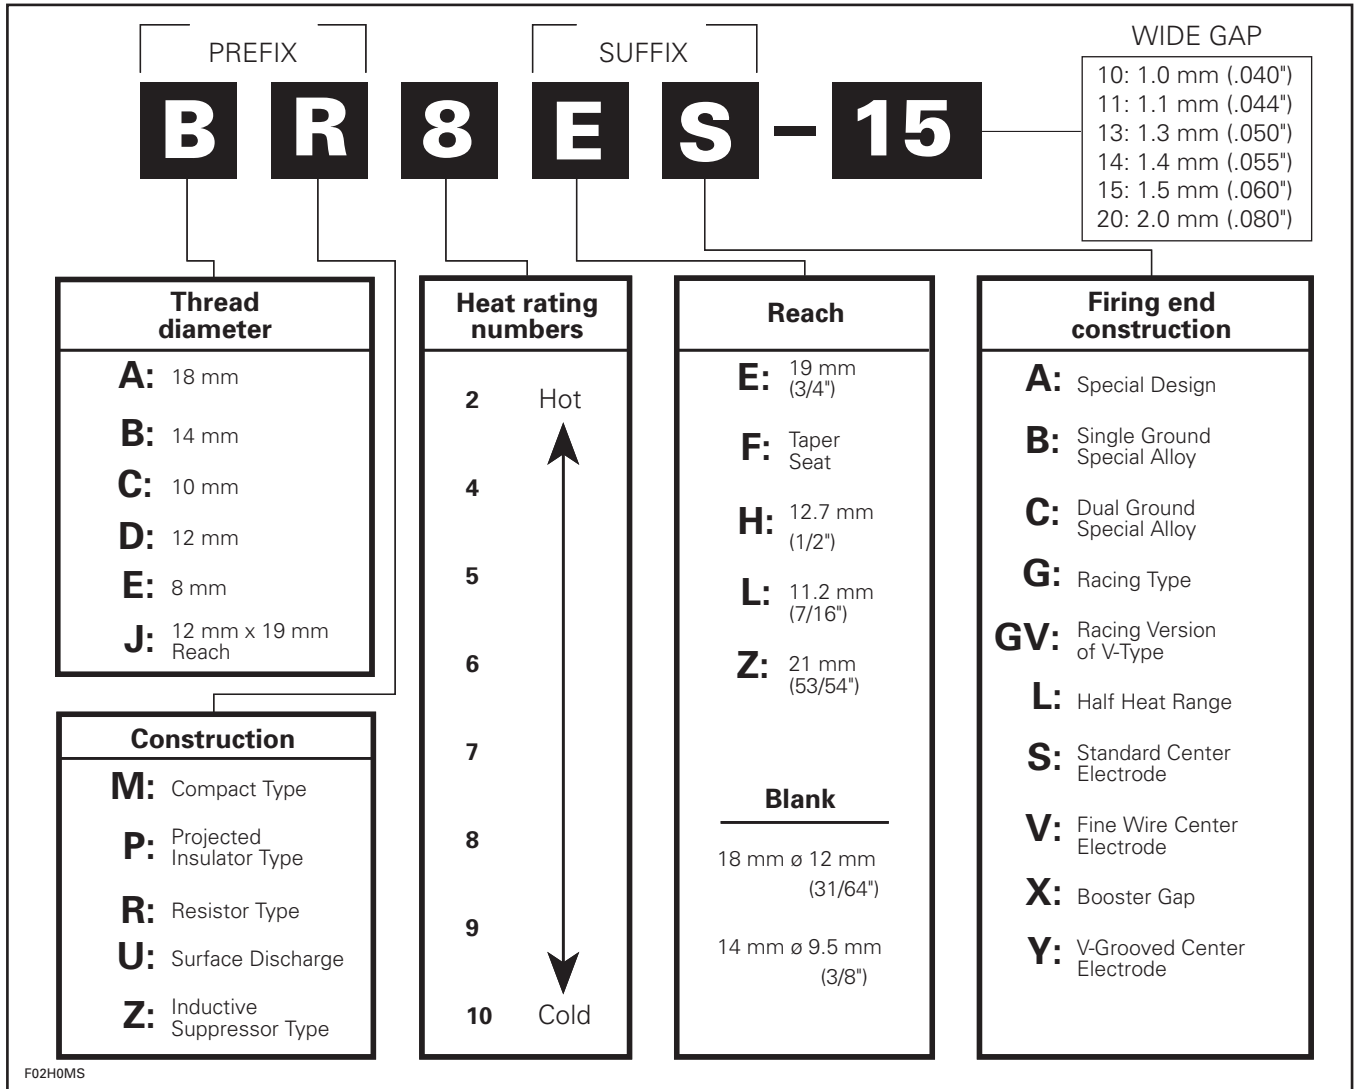 PREFIX
SUFFIX
WIDE GAP
B R 8 E S – 15
10: 1.0 mm (.040")
11: 1.1 mm (.044")
13: 1.3 mm (.050")
14: 1.4 mm (.055")
15: 1.5 mm (.060")
20: 2.0 mm (.080")
Thread
diameter
A: 18 mm
B: 14 mm
C: 10 mm
D: 12 mm
E: 8 mm
J: 12 mm x 19 mm
Reach
Construction
M: Compact Type
P: Projected
Insulator Type
R: Resistor Type
U: Surface Discharge
Z: Inductive
Suppressor Type
Heat rating
numbers
2 Hot
4
5
6
7
8
9
10 Cold
Reach
E: 19 mm
(3/4")
F: Taper
Seat
H: 12.7 mm
(1/2")
L: 11.2 mm
(7/16")
Z: 21 mm
(53/54")
Blank
18 mm ø 12 mm
(31/64")
14 mm ø 9.5 mm
(3/8")
Firing end
construction
A: Special Design
B: Single Ground
Special Alloy
C: Dual Ground
Special Alloy
G: Racing Type
GV: Racing Version
of V-Type
L: Half Heat Range
S: Standard Center
Electrode
V: Fine Wire Center
Electrode
X: Booster Gap
Y: V-Grooved Center
Electrode
F02H0MS